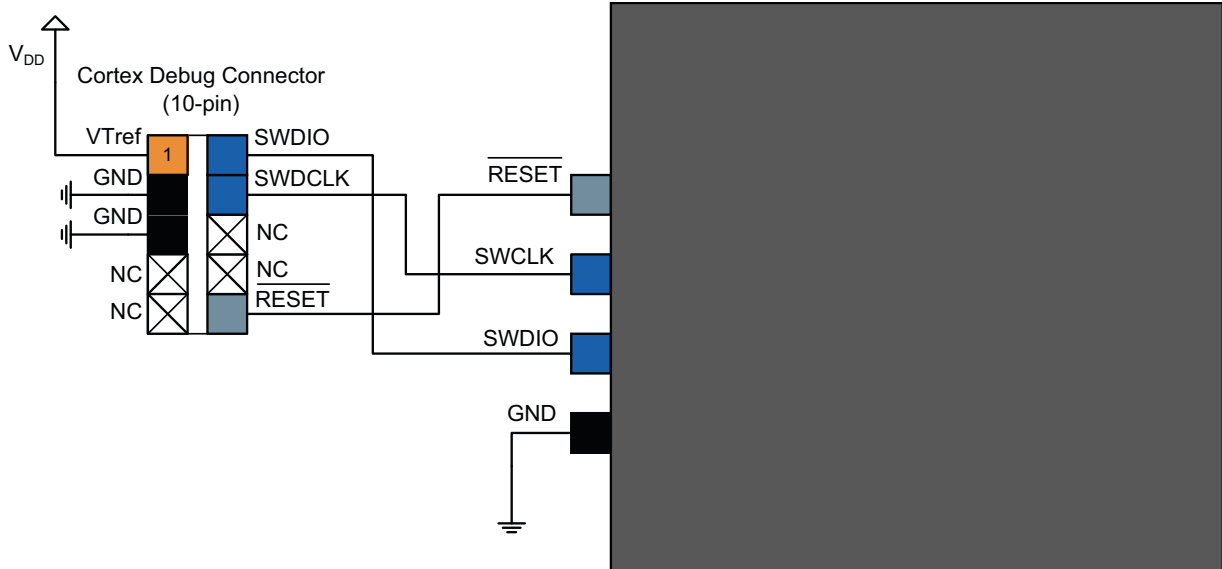 VDD
Cortex Debug Connector
(10-pin)
VTref
1
SWDIO
GND
SWDCLK
GND
NC
NC
NC
NC
RESET
RESET
SWCLK
SWDIO
GND